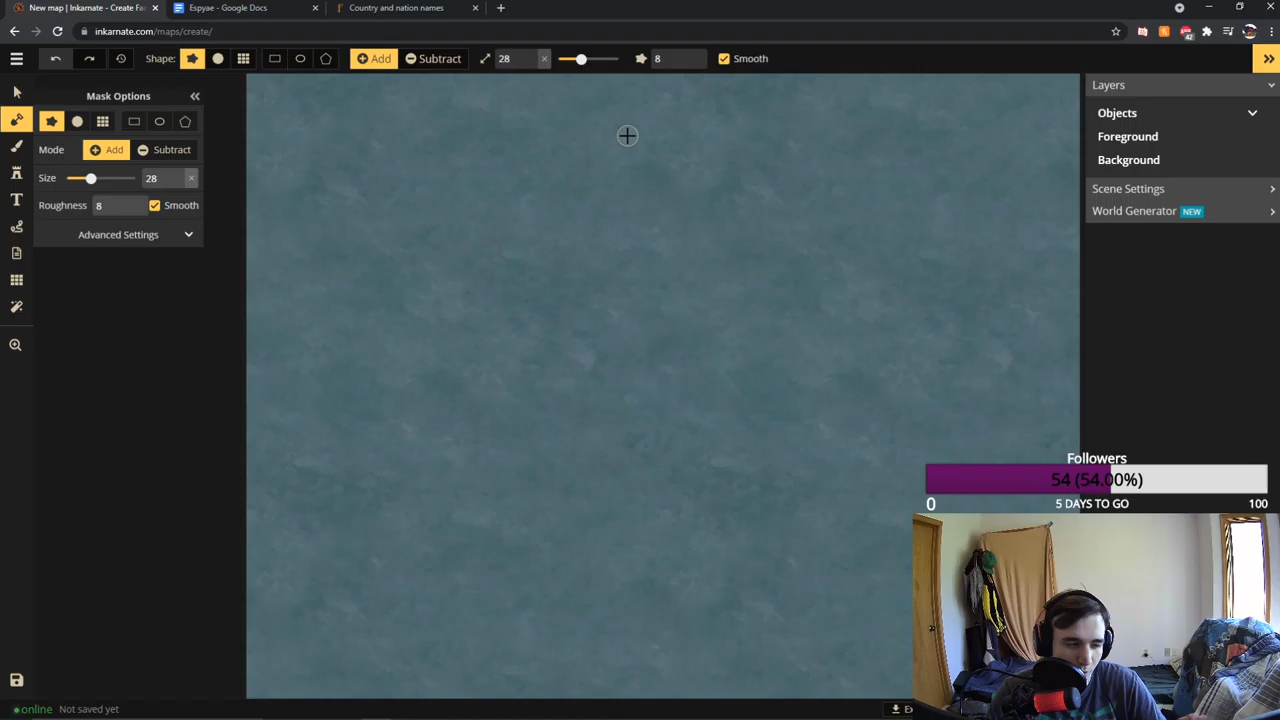 New map | Inkarnate - Create Fa
Espyae - Google Docs
Country and nation names
inkarnate.com/maps/create/
42
Shape:
Add
Subtract
28
8
Smooth
Mask Options
Mode
Add
Subtract
Size
28
Roughness
8
Smooth
Advanced Settings
T
Layers
Objects
Foreground
Background
Scene Settings
World Generator NEW
Followers
54 (54.00%)
0
5 DAYS TO GO
100
online
Not saved yet
Ex